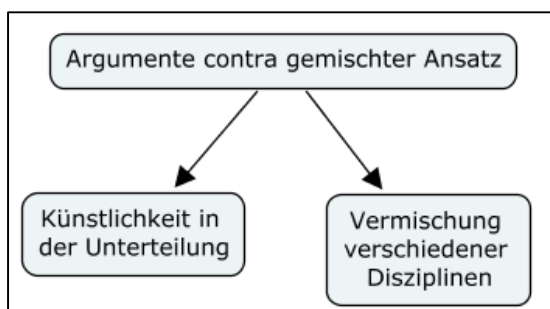 Argumente contra gemischter Ansatz
Künstlichkeit in
der Unterteilung
Vermischung
verschiedener
Disziplinen